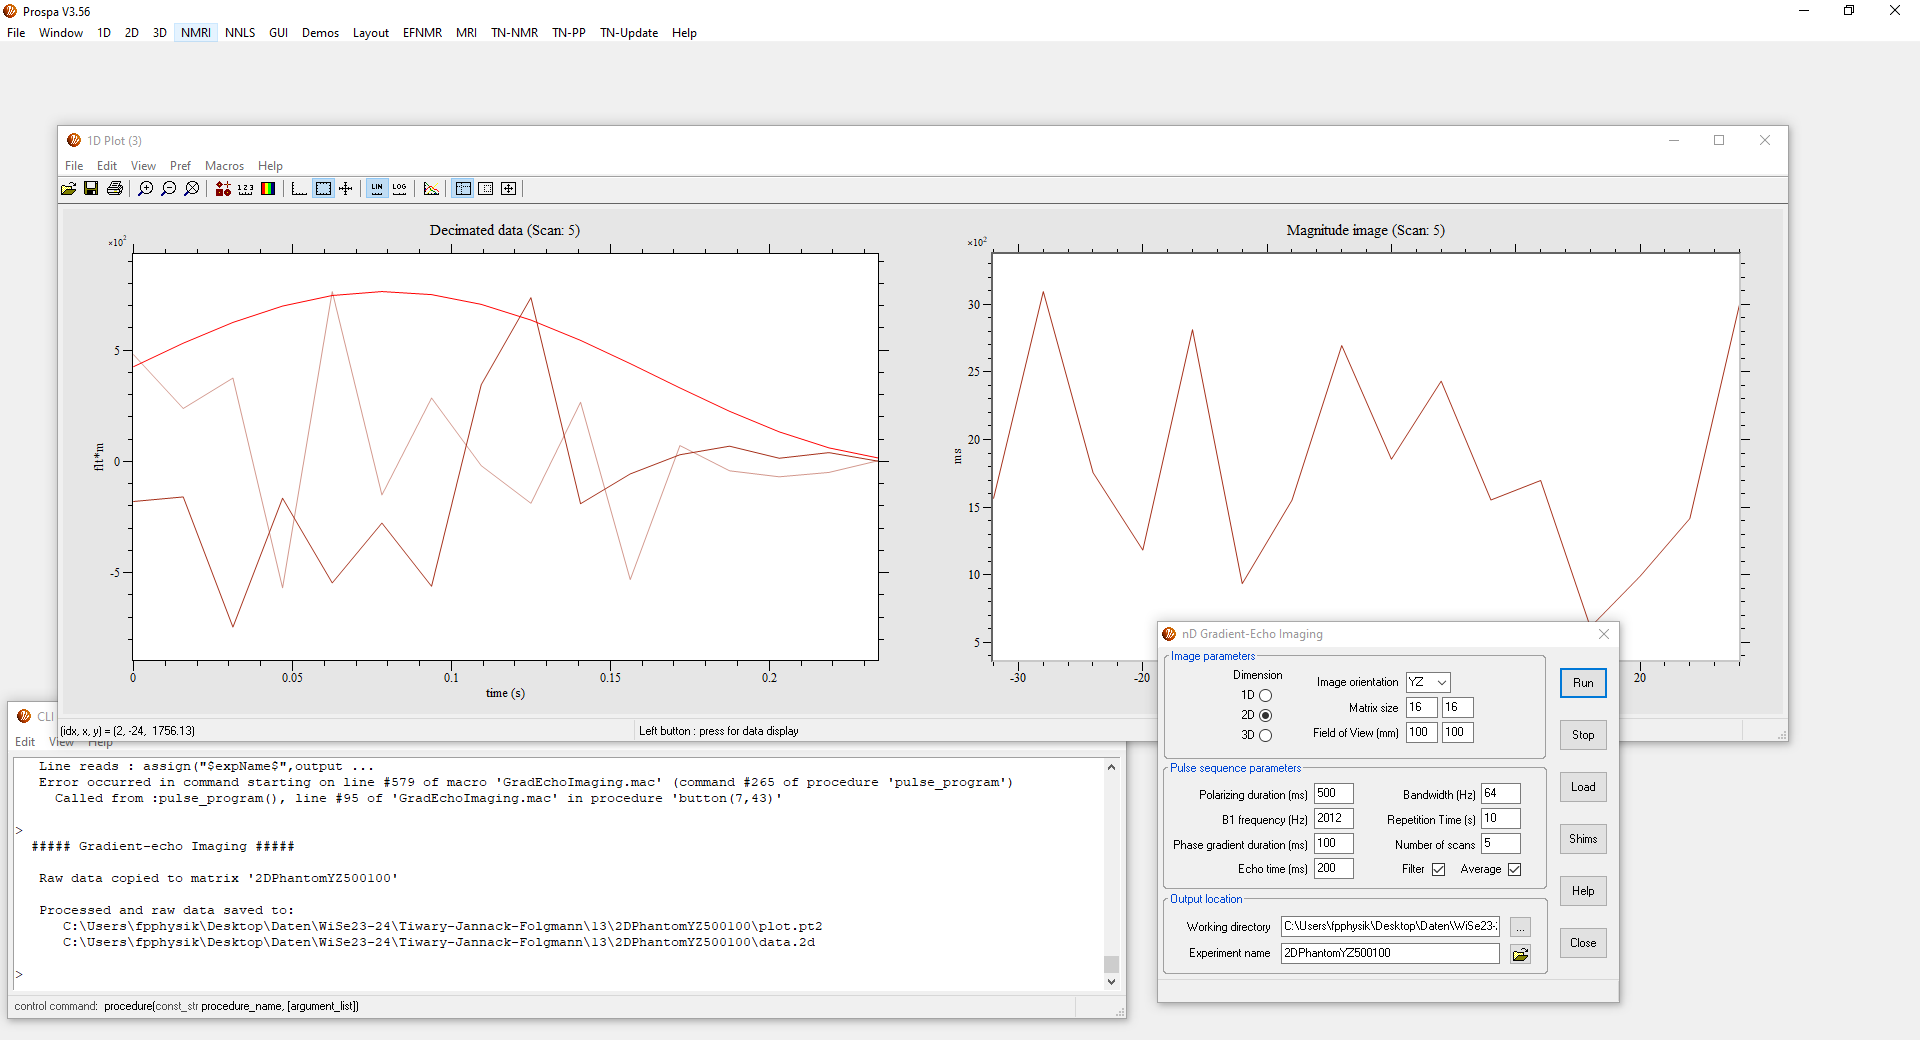 Prospa V3.56
File Window 1D 2D 3D NMRI NNLS GUI Demos Layout EFNMR MRI TN-NMR TN-PP TN-Update Help
1D Plot (3)
File Edit View Pref Macros Help
1 2 3
LIN
LOG
Decimated data (Scan: 5)
×10²
5
0
-5
flt*m
0 0.05 0.1 0.15 0.2
time (s)
Magnitude image (Scan: 5)
×10²
30
25
20
15
10
5
ms
-30 -20 20
(idx, x, y) = (2, -24, 1756.13)
Left button : press for data display
CLI
Edit View Help
Line reads : assign("$expName$",output ...
Error occurred in command starting on line #579 of macro 'GradEchoImaging.mac' (command #265 of procedure 'pulse_program')
Called from :pulse_program(), line #95 of 'GradEchoImaging.mac' in procedure 'button(7,43)'
>
##### Gradient-echo Imaging #####
Raw data copied to matrix '2DPhantomYZ500100'
Processed and raw data saved to:
C:\Users\fpphysik\Desktop\Daten\WiSe23-24\Tiwary-Jannack-Folgmann\13\2DPhantomYZ500100\plot.pt2
C:\Users\fpphysik\Desktop\Daten\WiSe23-24\Tiwary-Jannack-Folgmann\13\2DPhantomYZ500100\data.2d
>
control command: procedure(const_str procedure_name, [argument_list])
nD Gradient-Echo Imaging
Image parameters
Dimension
1D
2D
3D
Image orientation YZ
Matrix size 16 16
Field of View (mm) 100 100
Pulse sequence parameters
Polarizing duration (ms) 500
Bandwidth (Hz) 64
B1 frequency (Hz) 2012
Repetition Time (s) 10
Phase gradient duration (ms) 100
Number of scans 5
Echo time (ms) 200
Filter Average
Output location
Working directory C:\Users\fpphysik\Desktop\Daten\WiSe23-: ...
Experiment name 2DPhantomYZ500100
Run
Stop
Load
Shims
Help
Close